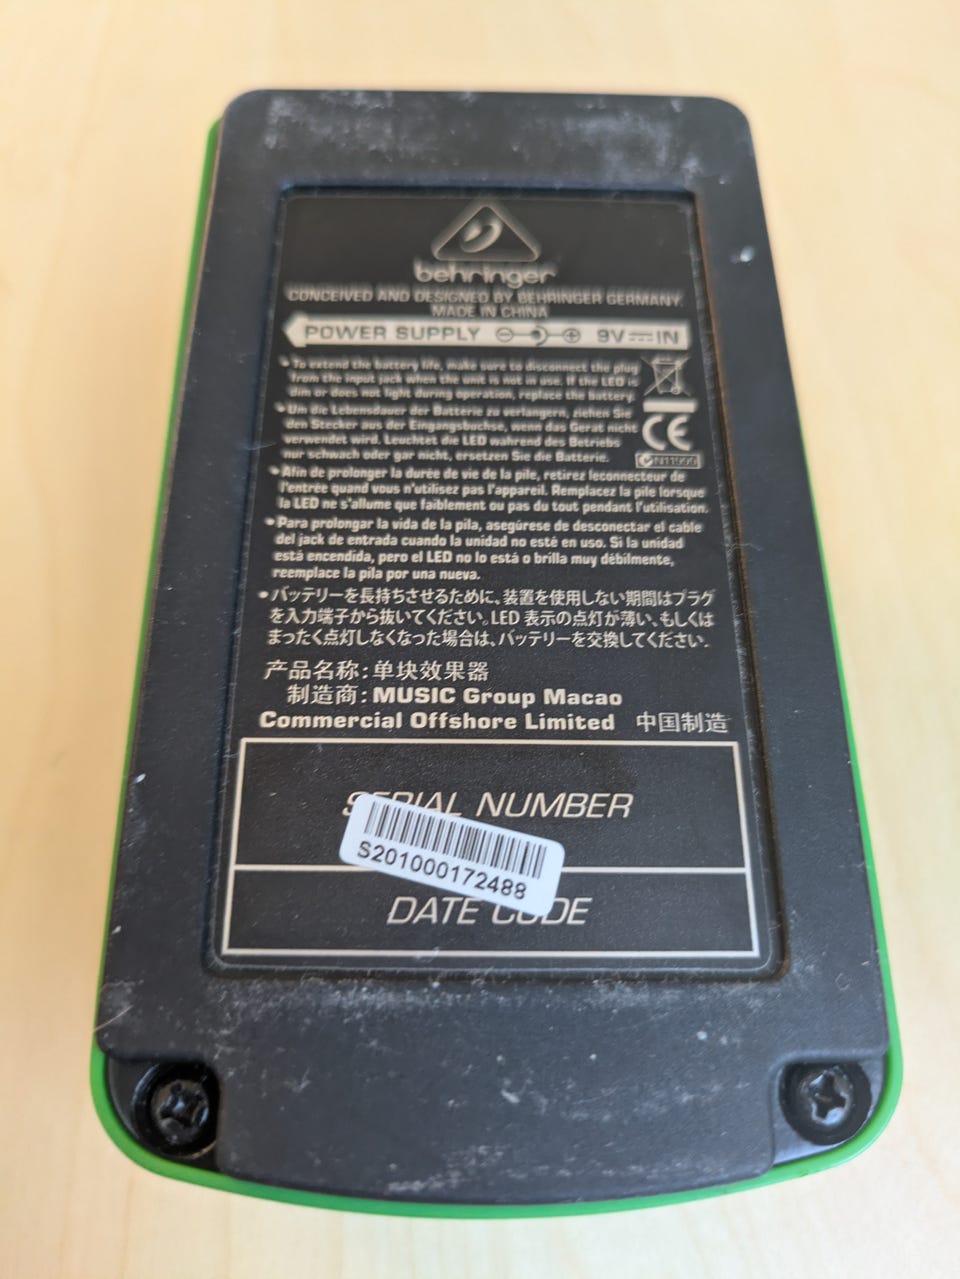 behringer
CONCEIVED AND DESIGNED BY BEHRINGER GERMANY.
MADE IN CHINA
POWER SUPPLY 9V IN
• To extend the battery life, make sure to disconnect the plug
from the input jack when the unit is not in use. If the LED is
dim or does not light during operation, replace the battery.
• Um die Lebensdauer der Batterie zu verlangern, ziehen Sie
den Stecker aus der Eingangsbuchse, wenn das Gerat nicht
verwendet wird. Leuchtet die LED wahrend des Betriebs
nur schwach oder gar nicht, ersetzen Sie die Batterie.
CE
N11999
• Afin de prolonger la durée de vie de la pile, retirez leconnecteur de
l'entrée quand vous n'utilisez pas l'appareil. Remplacez la pile lorsque
la LED ne s'allume que faiblement ou pas du tout pendant l'utilisation.
• Para prolongar la vida de la pila, asegúrese de desconectar el cable
del jack de entrada cuando la unidad no esté en uso. Si la unidad
está encendida, pero el LED no lo está o brilla muy débilmente,
reemplace la pila por una nueva.
• バッテリーを長持ちさせるために、装置を使用しない期間はプラグ
を入力端子から抜いてください。LED 表示の点灯が薄い、もしくは
まったく点灯しなくなった場合は、バッテリーを交換してください.
产品名称: 单块效果器
制造商: MUSIC Group Macao
Commercial Offshore Limited 中国制造
SERIAL NUMBER
S201000172488
DATE CODE